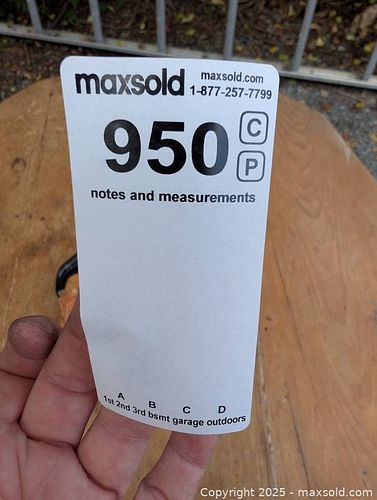 maxsold maxsold.com
1-877-257-7799
950 C
P
notes and measurements
A B C D
1st 2nd 3rd bsmt garage outdoors
Copyright © 2025 - maxsold.com